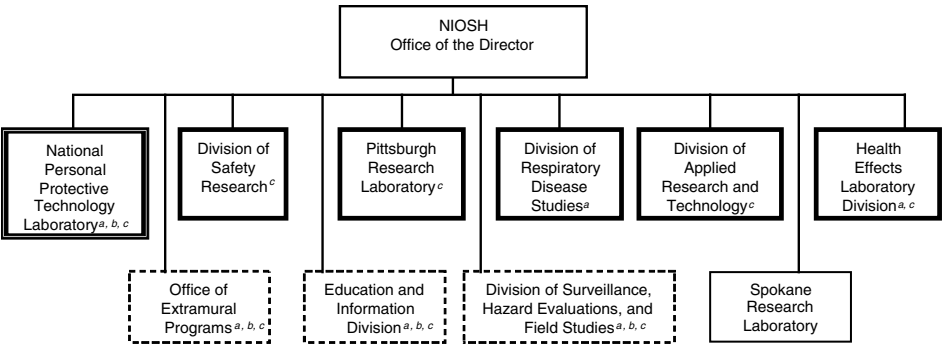 NIOSH
Office of the Director
National
Personal
Protective
Technology
Laboratory a, b, c
Division of
Safety
Research c
Pittsburgh
Research
Laboratory c
Division of
Respiratory
Disease
Studies a
Division of
Applied
Research and
Technology c
Health
Effects
Laboratory
Division a, c
Office of
Extramural
Programs a, b, c
Education and
Information
Division a, b, c
Division of Surveillance,
Hazard Evaluations, and
Field Studies a, b, c
Spokane
Research
Laboratory